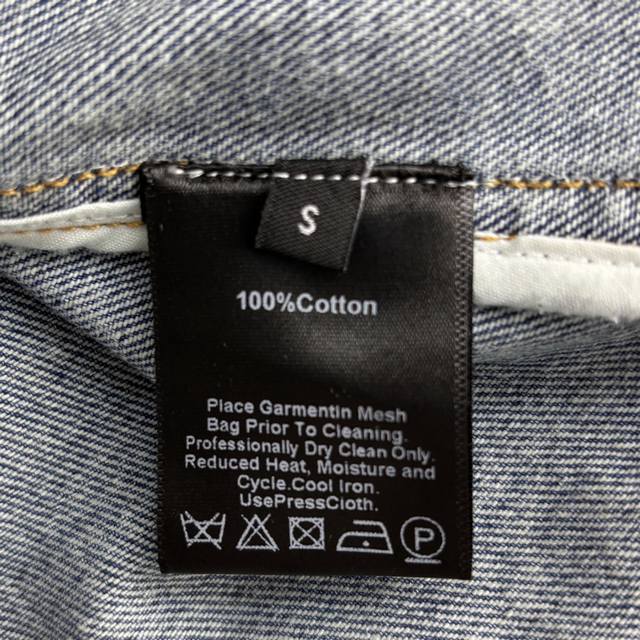 S
100%Cotton
Place Garmentin Mesh
Bag Prior To Cleaning.
Professionally Dry Clean Only.
Reduced Heat, Moisture and
Cycle.Cool Iron.
UsePressCloth.
P